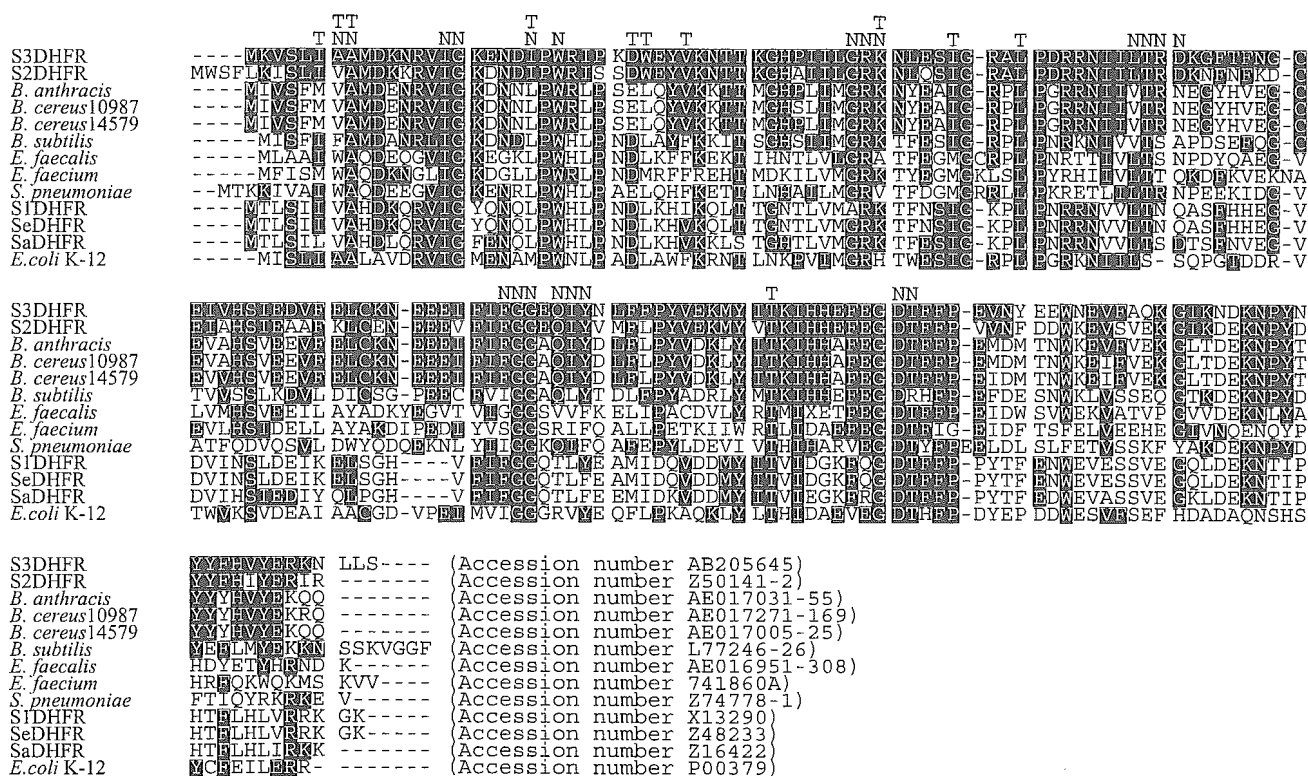 TT T T
T NN NN N N TT T NNN T T NNN N
S3DHFR ----MKVSLI AAMDKNRVIG KENDIPWRIP KDWEYVKNTT KGHPIILGRK NLESIG-RAL PDRRNIILTR DKGFTFNG-C
S2DHFR MWSFLKISLI VAMDKKRVIG KDNDIPWRIS SDWEYVKNTT KGHAIILGRK NLQSIG-RAL PDRRNIILTR DKNFNFKD-C
B. anthracis ----MIVSFM VAMDENRVIG KDNNLPWRLP SELQYVKKTT MGHPLIMGRK NYEAIG-RPL PGRRNIIVTR NEGYHVEG-C
B. cereus10987 ----MIVSFM VAMDENRVIG KDNNLPWRLP SELQYVKKTT MGHSLIMGRK NYEAIG-RPL PGRRNIIVTR NEGYHVEG-C
B. cereus14579 ----MIVSFM VAMDENRVIG KDNNLPWRLP SELQYVKKTT MGHPLIMGRK NYEAIG-RPL PGRRNIIVTR NEGYHVEG-C
B. subtilis ----MISFIF AMDANRLIG KDNDLPWHLP NDLAYFKKIT SGHSIIMGRK TFESIG-RPL PNRKNIVVTS APDSEFQG-C
E. faecalis ----MLAAIW AQDEQGVIG KEGKLPWHLP NDLKFFKEKT IHNTLVLGRA TFEGMGCRPL PNRTTIVLTS NPDYQAEG-V
E. faecium ----MFISMW AQDKNGLIG KDGLLPWRLP NDMRFFREHT MDKILVMGRK TYEGMGKLSL PYRHIIVLTT QKDFKVEKNA
S. pneumoniae --MTKKIVAI WAQDEEGVIG KENRLPWHLP AELQHFKETT LNHAILMGRV TFDGMGRRLL PKRETLILTR NPEEKIDG-V
S1DHFR ----MTLSIL VAHDKQRVIG YQNQLPWHLP NDLKHIKQLT TGNTLVMARK TFNSIG-KPL PNRRNVVLTN QASFHHEG-V
SeDHFR ----MTLSIL VAHDKQRVIG YQNQLPWHLP NDLKHVKQLT TGNTLVMGRK TFNSIG-KPL PNRRNVVLTN QASFHHEG-V
SaDHFR ----MTLSIL VAHDLQRVIG FENQLPWHLP NDLKHVKKLS TGHTLVMGRK TFESIG-KPL PNRRNVVLTS DTSFNVEG-V
E.coli K-12 ----MISLIA ALAVDRVIG MENAMPWNLP ADLAWFKRNT LNKPVIMGRH TWESIG-RPL PGRKNIILS- SQPGTDDR-V
NNN NNN T NN
S3DHFR EIVHSIEDVF ELCKN-EEEI FIFGGEQIYN LFFPYVEKMY ITKIHHEFEG DTFFP-EVNY EEWNEVFAQK GIKNDKNPYN
S2DHFR EIAHSIEAAF KLCEN-EEEV FIFGGEQIYV MFLPYVEKMY VTKIHHEFEG DTFFP-VVNF DDWKEVSVEK GIKDEKNPYD
B. anthracis EVAHSVEEVF ELCKN-EEEI FIFGGAQIYD LFLPYVDKLY ITKIHHAFEG DTFFP-EMDM TNWKEVFVEK GLTDEKNPYT
B. cereus10987 EVAHSVEEVF ELCKN-EEEI FIFGGAQIYD LFLPYVDKLY ITKIHHAFEG DTFFP-EMDM TNWKEIFVEK GLTDEKNPYT
B. cereus14579 EVVHSVEEVF ELCKN-EEEI FIFGGAQIYD LFLPYVDKLY ITKIHHAFEG DTFFP-EIDM TNWKEIFVEK GLTDEKNPYT
B. subtilis TVVSSLKDVL DICSG-PEEC FVIGGAQLYT DLFPYADRLY MTKIHHEFEG DRHFP-EFDE SNWKLVSSEQ GTKDEKNPYD
E. faecalis LVMHSVEEIL AYADKYEGVT VIGGSVVFK ELIPACDVLY RTMIXETFEG DTFFP-EIDW SVWEKVATVP GVVDEKNLYA
E. faecium EVLHSIDELL AYAKDIPEDI YVSGGSRIFQ ALLPETKIIW RTLIDAEFEG DTFIG-EIDF TSFELVEEHE GIVNQENQYP
S. pneumoniae ATFQDVQSVL DWYQDQEKNL YIIGGKQIFQ AFEPYLDEVI VTHIHARVEG DTYFPEELDL SLFETVSSKF YAKDEKNPYD
S1DHFR DVINSLDEIK ELSGH----V FIFGGQTLYE AMIDQVDDMY ITVIDGKFQG DTFFP-PYTF ENWEVESSVE GQLDEKNTIP
SeDHFR DVINSLDEIK ELSGH----V FIFGGQTLFE AMIDQVDDMY ITVIDGKFQG DTFFP-PYTF ENWEVESSVE GQLDEKNTIP
SaDHFR DVIHSIEDIY QLPGH----V FIFGGQTLFE EMIDKVDDMY ITVIEGKFRG DTFFP-PYTF EDWEVASSVE GKLDEKNTIP
E.coli K-12 TWVKSVDEAI AACGD-VPEI MVIGGGRVYE QFLPKAQKLY LTHIDAEVEG DTHFP-DYEP DDWESVFSEF HDADAQNSHS
S3DHFR YYFHVYERKN LLS---- (Accession number AB205645)
S2DHFR YYFHIYERIR ------- (Accession number Z50141-2)
B. anthracis YYYHVYEKQQ ------- (Accession number AE017031-55)
B. cereus10987 YYYHVYEKRQ ------- (Accession number AE017271-169)
B. cereus14579 YYYHVYEKQQ ------- (Accession number AE017005-25)
B. subtilis YEFLMYEKKN SSKVGGF (Accession number L77246-26)
E. faecalis HDYETYHRND K------ (Accession number AE016951-308)
E. faecium HRFQKWQKMS KVV---- (Accession number 741860A)
S. pneumoniae FTIQYRKRKE V------ (Accession number Z74778-1)
S1DHFR HTFLHLVRRK GK----- (Accession number X13290)
SeDHFR HTFLHLVRRK GK----- (Accession number Z48233)
SaDHFR HTFLHLIRKK ------- (Accession number Z16422)
E.coli K-12 YCFEILERR- ------- (Accession number P00379)